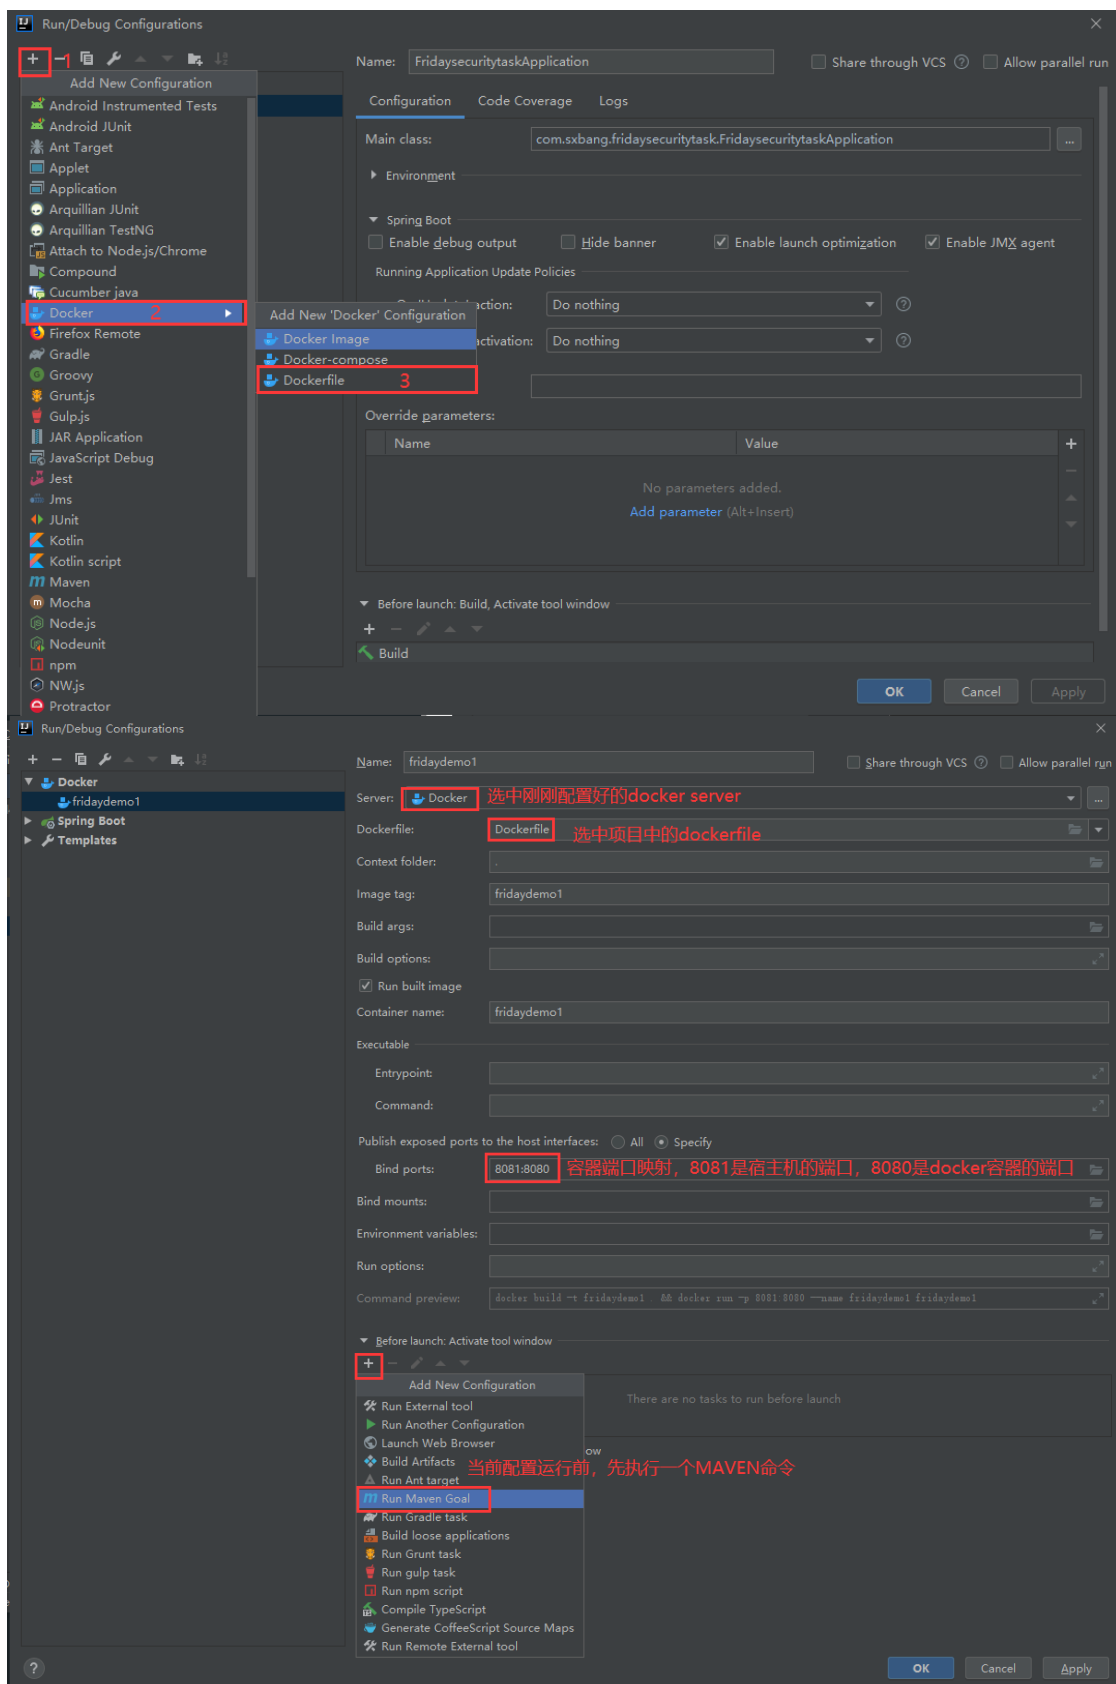 Run/Debug Configurations
1
Add New Configuration
Android Instrumented Tests
Android JUnit
Ant Target
Applet
Application
Arquillian JUnit
Arquillian TestNG
Attach to Node.js/Chrome
Compound
Cucumber java
Docker 2
Firefox Remote
Gradle
Groovy
Grunt.js
Gulp.js
JAR Application
JavaScript Debug
Jest
Jms
JUnit
Kotlin
Kotlin script
Maven
Mocha
Node.js
Nodeunit
npm
NW.js
Protractor
Add New 'Docker' Configuration
Docker Image
Docker-compose
Dockerfile 3
Name: FridaysecuritytaskApplication Share through VCS Allow parallel run
Configuration Code Coverage Logs
Main class: com.sxbang.fridaysecuritytask.FridaysecuritytaskApplication ...
Environment
Spring Boot
Enable debug output Hide banner Enable launch optimization Enable JMX agent
Running Application Update Policies
action: Do nothing
activation: Do nothing
Override parameters:
Name Value
No parameters added.
Add parameter (Alt+Insert)
Before launch: Build, Activate tool window
Build
OK Cancel Apply
Run/Debug Configurations
Docker
fridaydemo1
Spring Boot
Templates
Name: fridaydemo1 Share through VCS Allow parallel run
Server: Docker 选中刚刚配置好的docker server ...
Dockerfile: Dockerfile 选中项目中的dockerfile
Context folder: .
Image tag: fridaydemo1
Build args:
Build options:
Run built image
Container name: fridaydemo1
Executable
Entrypoint:
Command:
Publish exposed ports to the host interfaces: All Specify
Bind ports: 8081:8080 容器端口映射，8081是宿主机的端口，8080是docker容器的端口
Bind mounts:
Environment variables:
Run options:
Command preview: docker build -t fridaydemo1 . && docker run -p 8081:8080 --name fridaydemo1 fridaydemo1
Before launch: Activate tool window
Add New Configuration
There are no tasks to run before launch
Run External tool
Run Another Configuration
Launch Web Browser
ow
Build Artifacts
当前配置运行前，先执行一个MAVEN命令
Run Ant target
Run Maven Goal
Run Gradle task
Build loose applications
Run Grunt task
Run gulp task
Run npm script
Compile TypeScript
Generate CoffeeScript Source Maps
Run Remote External tool
? OK Cancel Apply